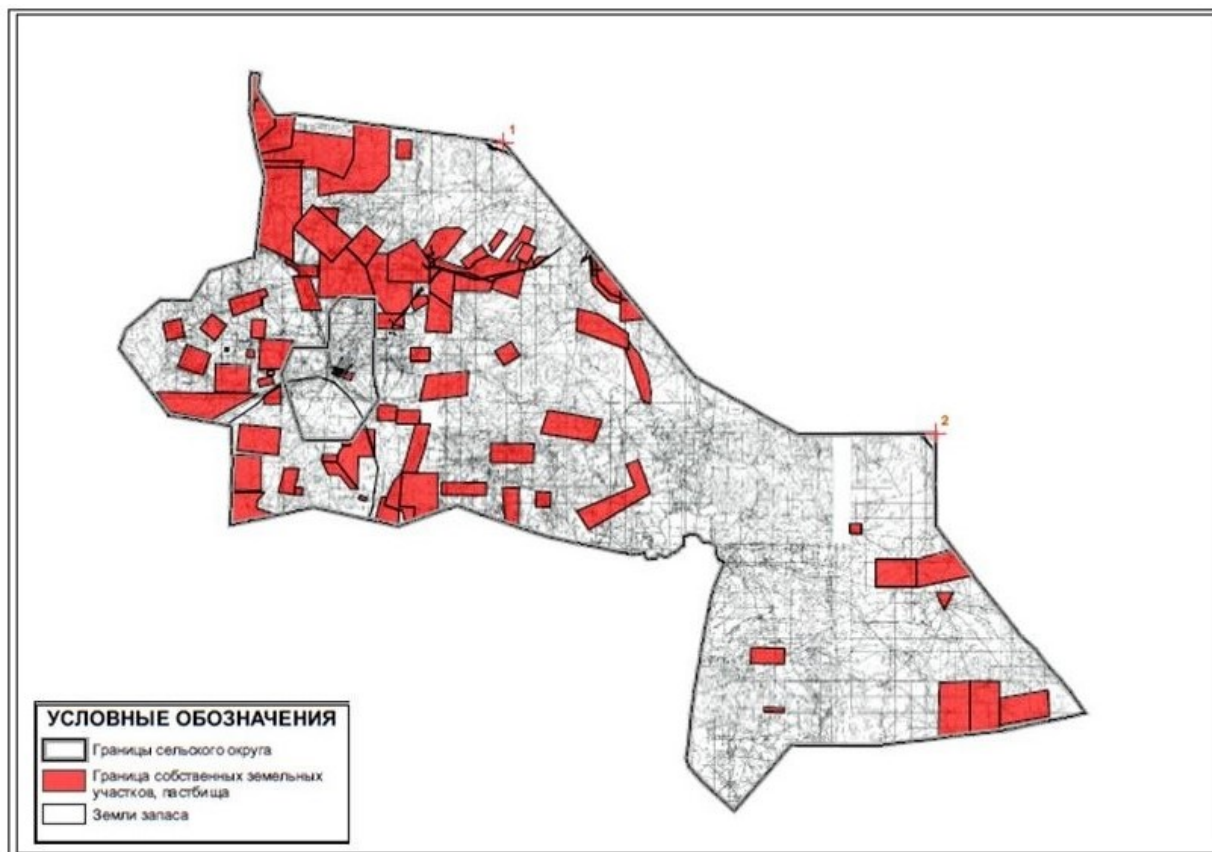 1
2
УСЛОВНЫЕ ОБОЗНАЧЕНИЯ
Границы сельского округа
Граница собственных земельных
участков, пастбища
Земли запаса